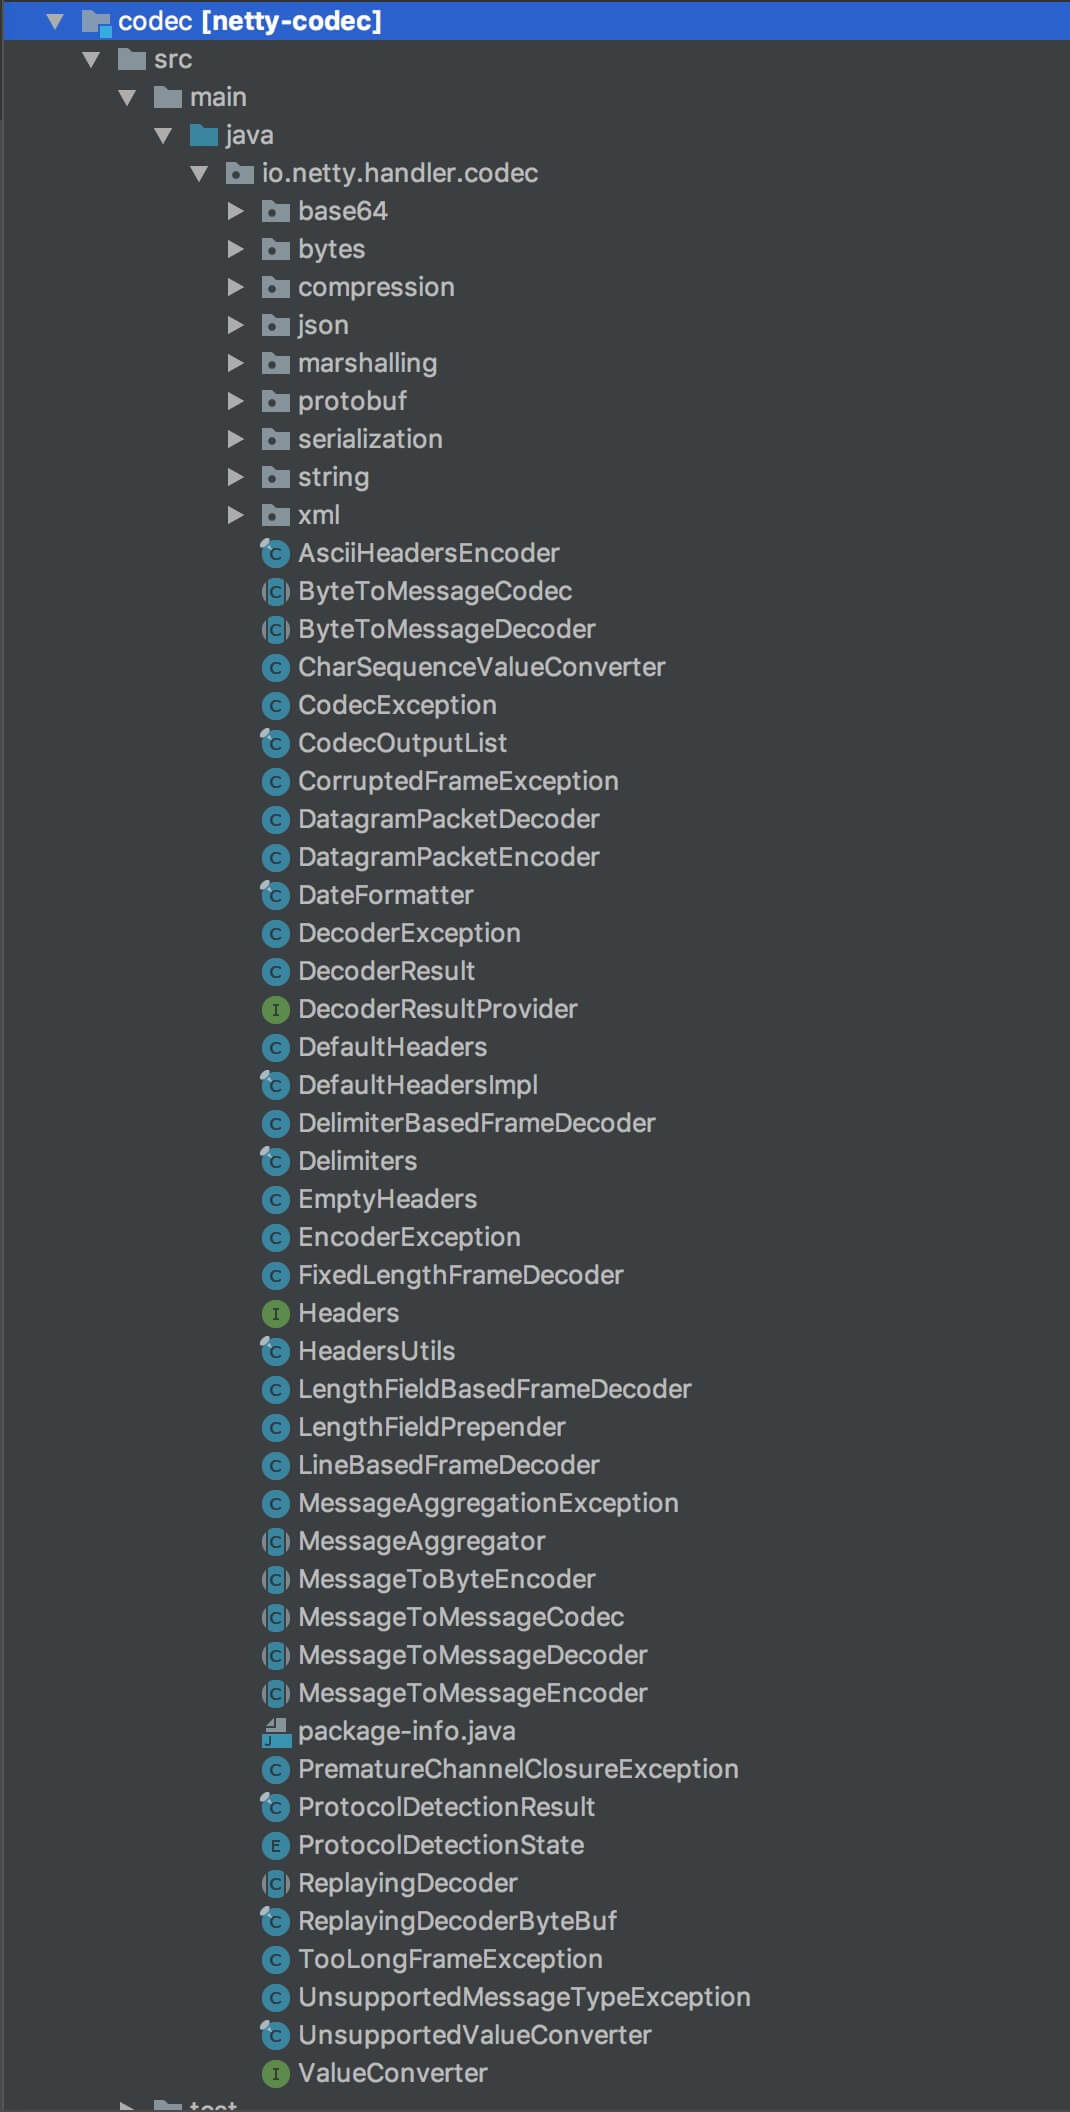 codec [netty-codec]
src
main
java
io.netty.handler.codec
base64
bytes
compression
json
marshalling
protobuf
serialization
string
xml
AsciiHeadersEncoder
ByteToMessageCodec
ByteToMessageDecoder
CharSequenceValueConverter
CodecException
CodecOutputList
CorruptedFrameException
DatagramPacketDecoder
DatagramPacketEncoder
DateFormatter
DecoderException
DecoderResult
DecoderResultProvider
DefaultHeaders
DefaultHeadersImpl
DelimiterBasedFrameDecoder
Delimiters
EmptyHeaders
EncoderException
FixedLengthFrameDecoder
Headers
HeadersUtils
LengthFieldBasedFrameDecoder
LengthFieldPrepender
LineBasedFrameDecoder
MessageAggregationException
MessageAggregator
MessageToByteEncoder
MessageToMessageCodec
MessageToMessageDecoder
MessageToMessageEncoder
package-info.java
PrematureChannelClosureException
ProtocolDetectionResult
ProtocolDetectionState
ReplayingDecoder
ReplayingDecoderByteBuf
TooLongFrameException
UnsupportedMessageTypeException
UnsupportedValueConverter
ValueConverter
test